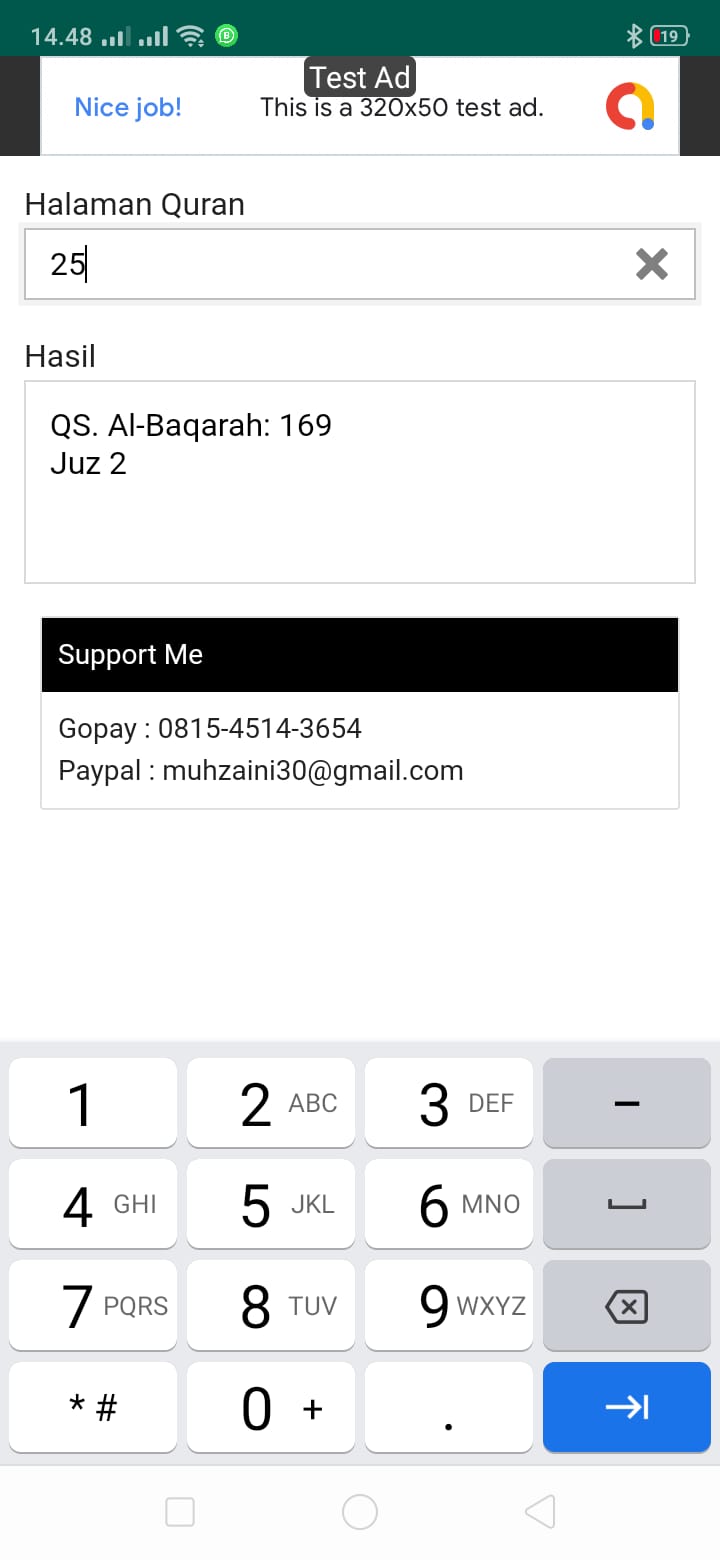 14.48
19
Test Ad
Nice job! This is a 320x50 test ad.
Halaman Quran
25
Hasil
QS. Al-Baqarah: 169
Juz 2
Support Me
Gopay : 0815-4514-3654
Paypal : muhzaini30@gmail.com
1 2 ABC 3 DEF –
4 GHI 5 JKL 6 MNO
7 PQRS 8 TUV 9 WXYZ
* # 0 + .